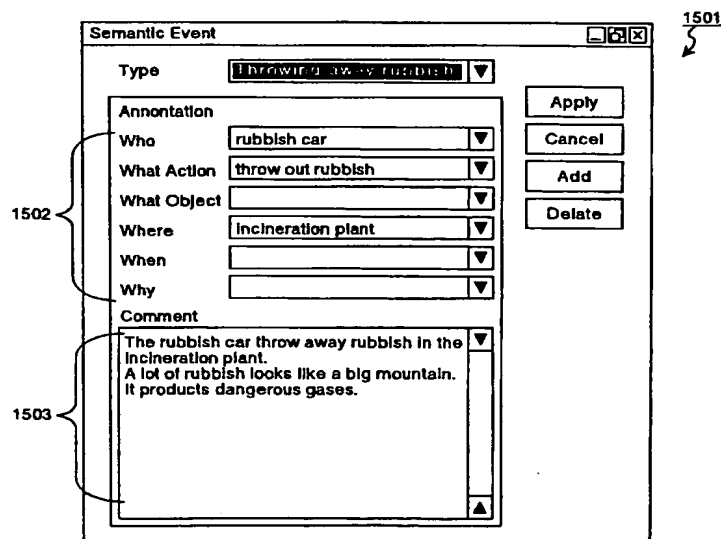 1501
Semantic Event
Type Throwing away rubbish
Apply
Annontation
Cancel
Who rubbish car
What Action throw out rubbish
Add
What Object
Delate
1502
Where Incineration plant
When
Why
Comment
The rubbish car throw away rubbish in the
Incineration plant.
A lot of rubbish looks like a big mountain.
It products dangerous gases.
1503